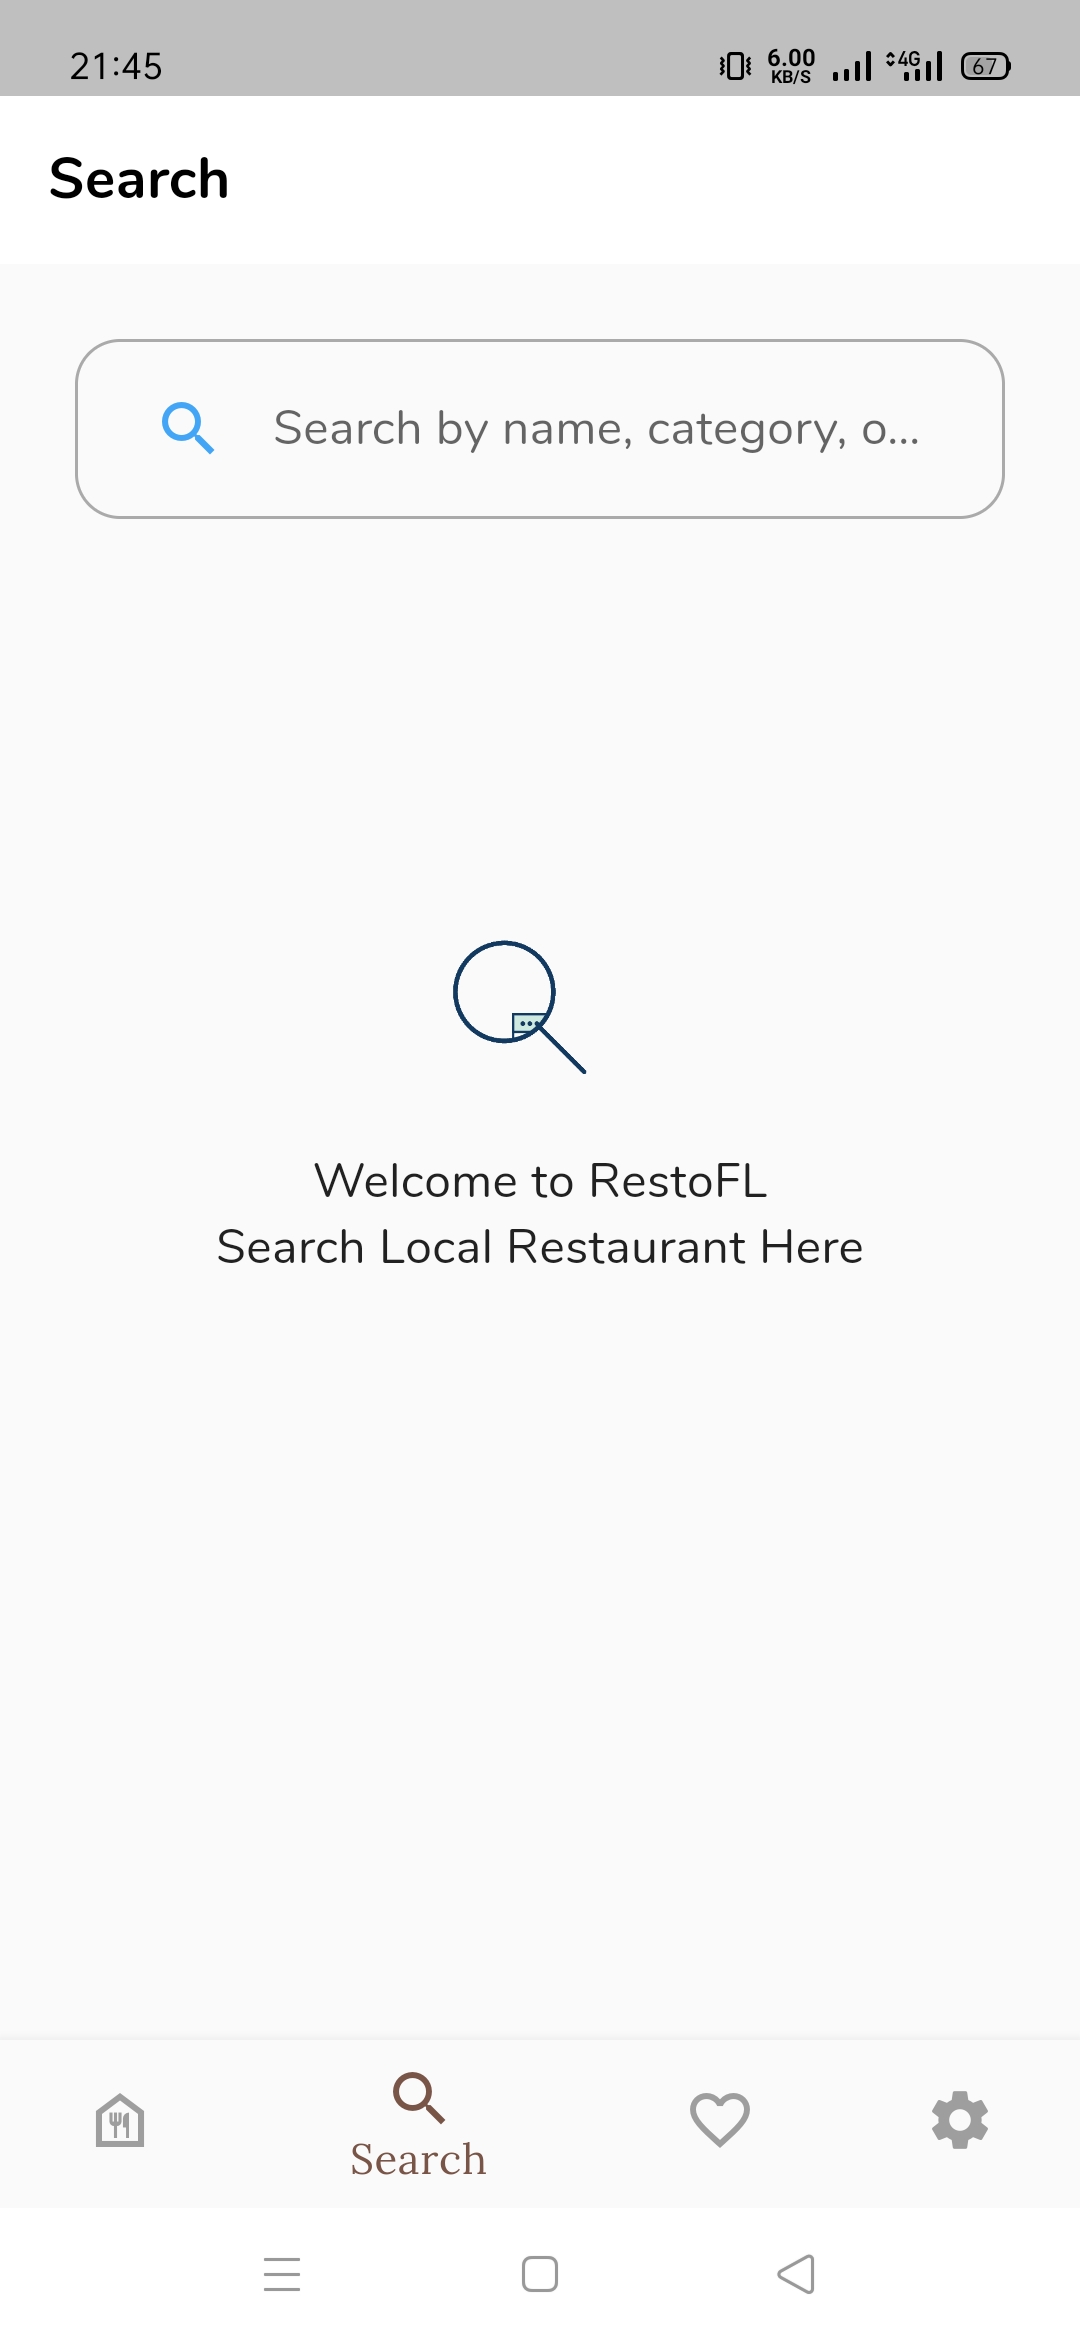 21:45
6.00
KB/S
4G
67
Search
Search by name, category, o...
Welcome to RestoFL
Search Local Restaurant Here
Search